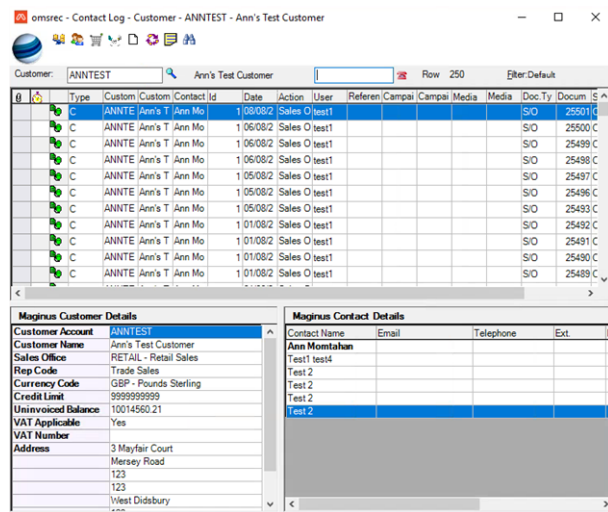 omsrec - Contact Log - Customer - ANNTEST - Ann's Test Customer
Customer: ANNTEST Ann's Test Customer Row 250 Filter:Default
Type Custom Custom Contact Id Date Action User Referen Campai Campai Media Media Doc.Ty Docum S
C ANNTE Ann's T Ann Mo 1 08/08/2 Sales O test1 S/O 25501 C
C ANNTE Ann's T Ann Mo 1 06/08/2 Sales O test1 S/O 25500 C
C ANNTE Ann's T Ann Mo 1 06/08/2 Sales O test1 S/O 25499 C
C ANNTE Ann's T Ann Mo 1 06/08/2 Sales O test1 S/O 25498 C
C ANNTE Ann's T Ann Mo 1 05/08/2 Sales O test1 S/O 25497 C
C ANNTE Ann's T Ann Mo 1 05/08/2 Sales O test1 S/O 25496 C
C ANNTE Ann's T Ann Mo 1 05/08/2 Sales O test1 S/O 25493 C
C ANNTE Ann's T Ann Mo 1 01/08/2 Sales O test1 S/O 25492 C
C ANNTE Ann's T Ann Mo 1 01/08/2 Sales O test1 S/O 25491 C
C ANNTE Ann's T Ann Mo 1 01/08/2 Sales O test1 S/O 25490 C
C ANNTE Ann's T Ann Mo 1 01/08/2 Sales O test1 S/O 25489 C
Maginus Customer Details
Customer Account ANNTEST
Customer Name Ann's Test Customer
Sales Office RETAIL - Retail Sales
Rep Code Trade Sales
Currency Code GBP - Pounds Sterling
Credit Limit 9999999999
Uninvoiced Balance 10014560.21
VAT Applicable Yes
VAT Number
Address 3 Mayfair Court
Mersey Road
123
123
West Didsbury
Maginus Contact Details
Contact Name Email Telephone Ext.
Ann Momtahan
Test1 test4
Test 2
Test 2
Test 2
Test 2